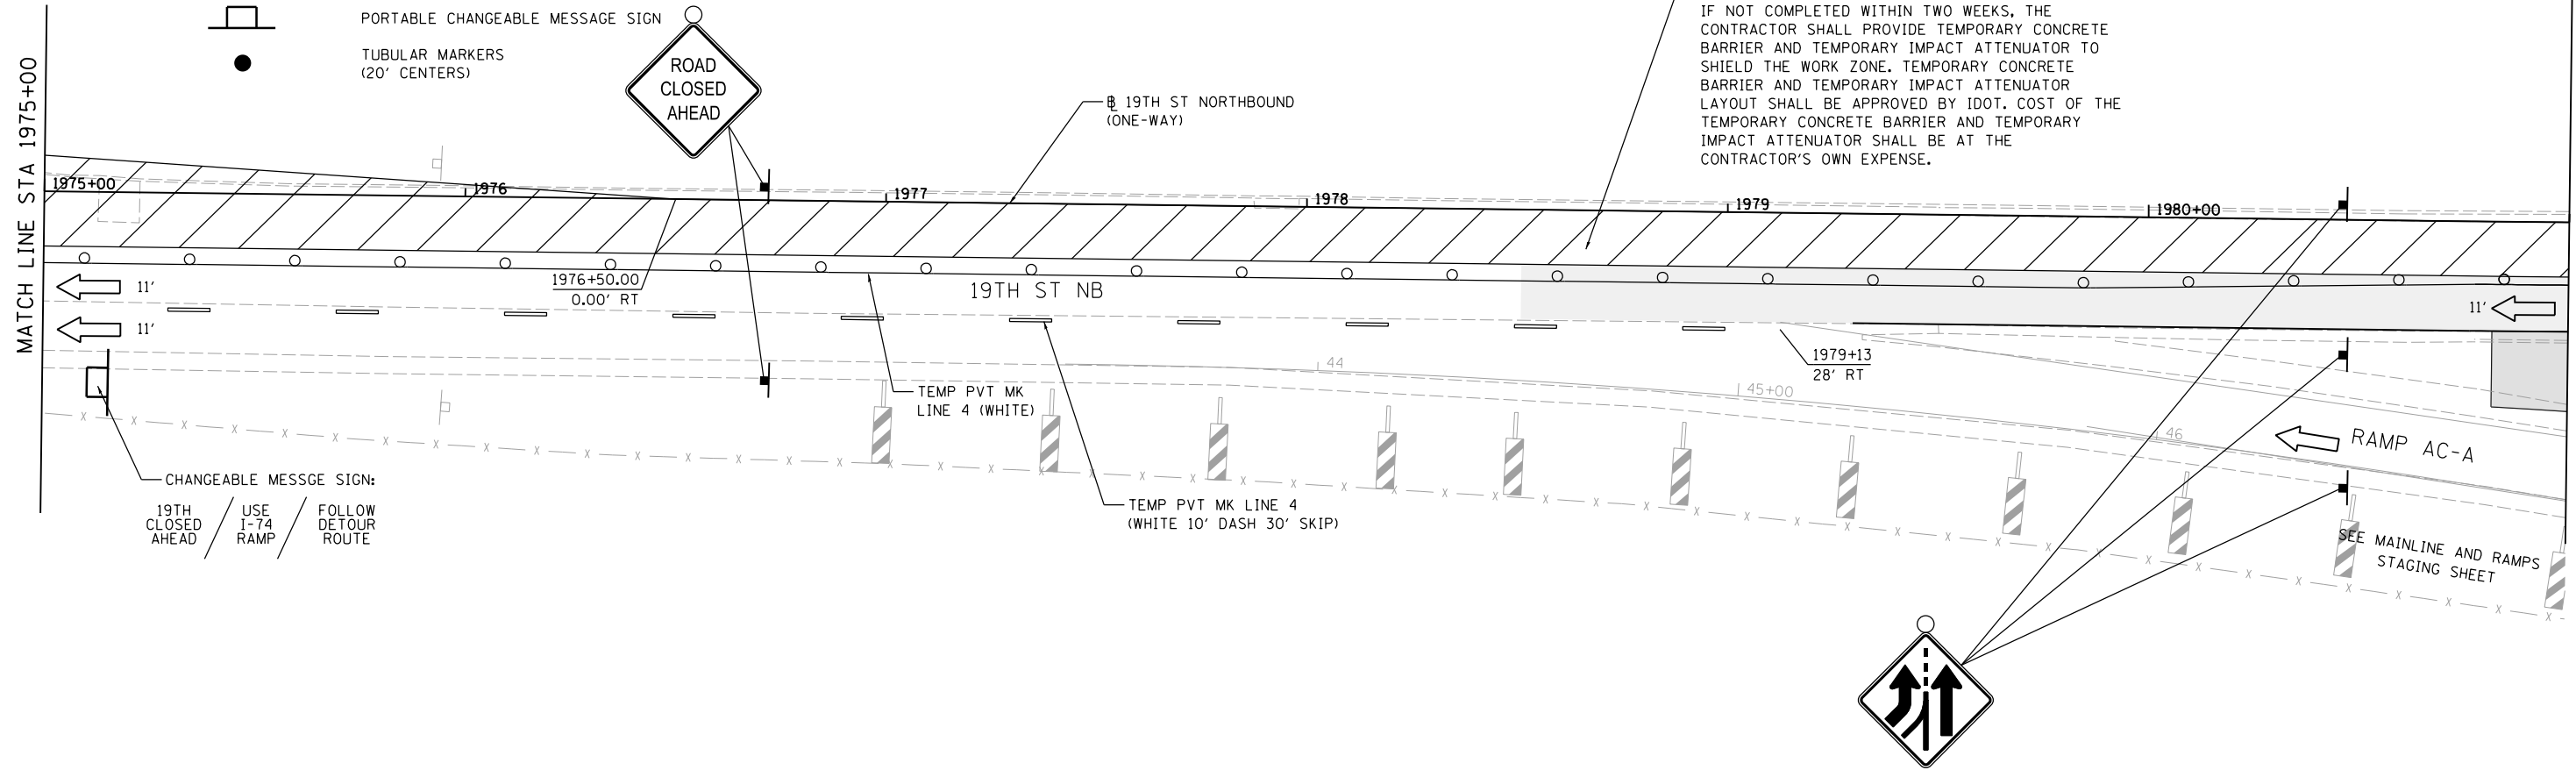 PORTABLE CHANGEABLE MESSAGE SIGN
TUBULAR MARKERS
(20' CENTERS)
ROAD
CLOSED
AHEAD
℄ 19TH ST NORTHBOUND
(ONE-WAY)
IF NOT COMPLETED WITHIN TWO WEEKS, THE
CONTRACTOR SHALL PROVIDE TEMPORARY CONCRETE
BARRIER AND TEMPORARY IMPACT ATTENUATOR TO
SHIELD THE WORK ZONE. TEMPORARY CONCRETE
BARRIER AND TEMPORARY IMPACT ATTENUATOR
LAYOUT SHALL BE APPROVED BY IDOT. COST OF THE
TEMPORARY CONCRETE BARRIER AND TEMPORARY
IMPACT ATTENUATOR SHALL BE AT THE
CONTRACTOR'S OWN EXPENSE.
MATCH LINE STA 1975+00
1975+00
1976
1977
1978
1979
1980+00
1976+50.00
0.00' RT
19TH ST NB
11'
11'
11'
1979+13
28' RT
44
45+00
46
TEMP PVT MK
LINE 4 (WHITE)
RAMP AC-A
CHANGEABLE MESSGE SIGN:
19TH
CLOSED
AHEAD
USE
I-74
RAMP
FOLLOW
DETOUR
ROUTE
TEMP PVT MK LINE 4
(WHITE 10' DASH 30' SKIP)
SEE MAINLINE AND RAMPS
STAGING SHEET